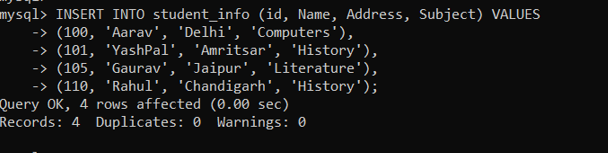 mysql> INSERT INTO student_info (id, Name, Address, Subject) VALUES
    -> (100, 'Aarav', 'Delhi', 'Computers'),
    -> (101, 'YashPal', 'Amritsar', 'History'),
    -> (105, 'Gaurav', 'Jaipur', 'Literature'),
    -> (110, 'Rahul', 'Chandigarh', 'History');
Query OK, 4 rows affected (0.00 sec)
Records: 4  Duplicates: 0  Warnings: 0